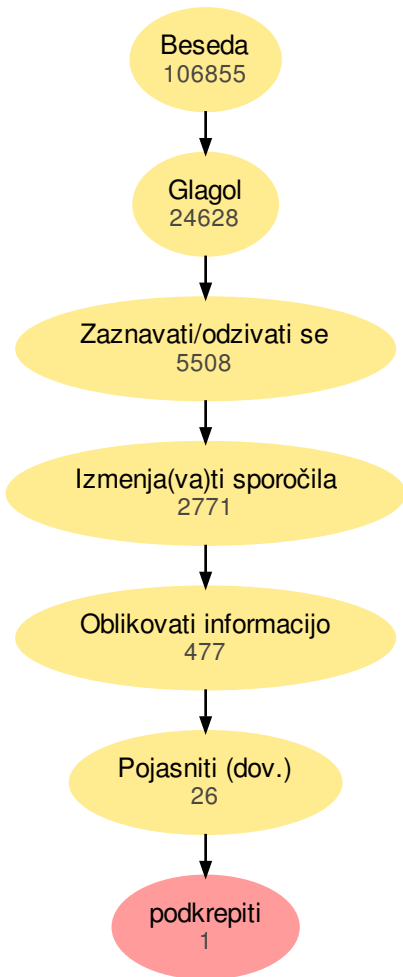 Beseda
106855
Glagol
24628
Zaznavati/odzivati se
5508
Izmenja(va)ti sporočila
2771
Oblikovati informacijo
477
Pojasniti (dov.)
26
podkrepiti
1